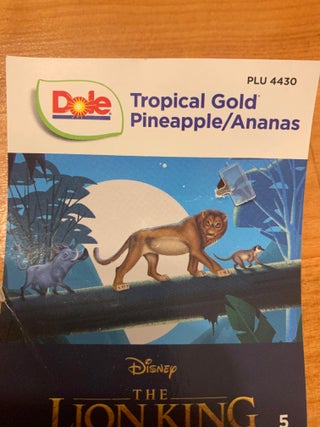 PLU 4430
Dole
Tropical Gold®
Pineapple/Ananas
Disney
THE
LION KING
5